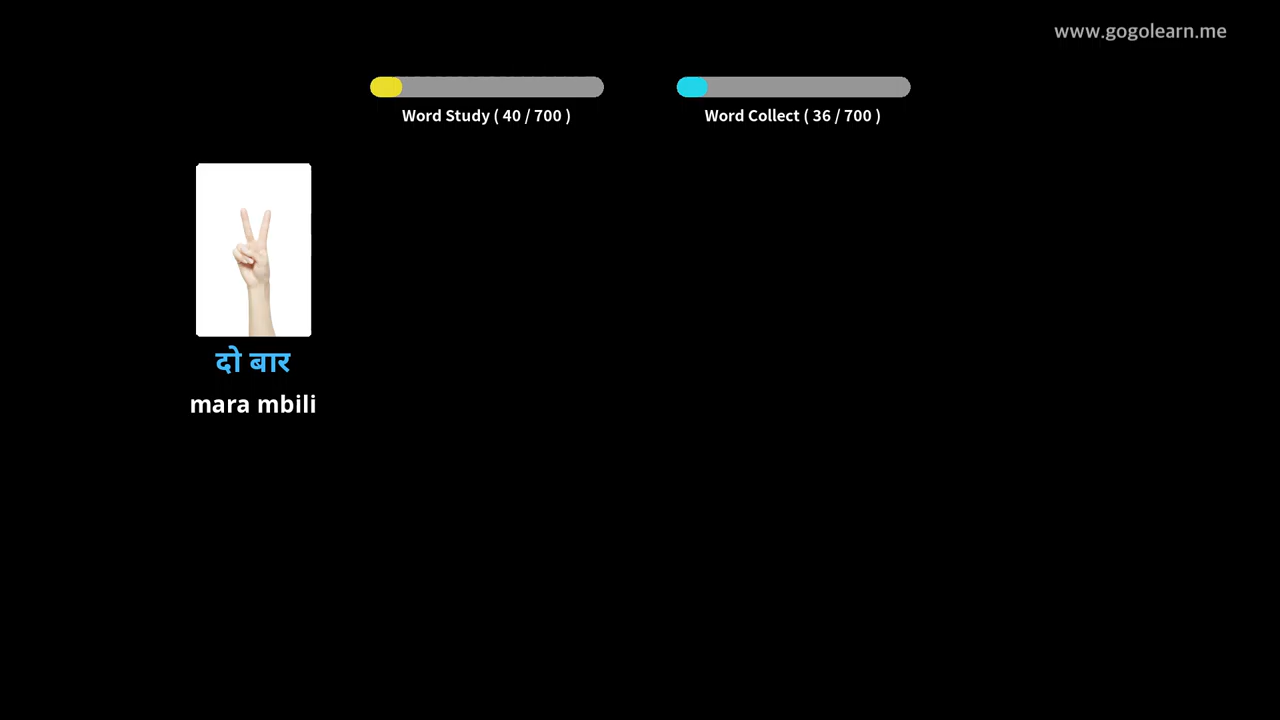 www.gogolearn.me
Word Study ( 40 / 700 )
Word Collect ( 36 / 700 )
दो बार
mara mbili